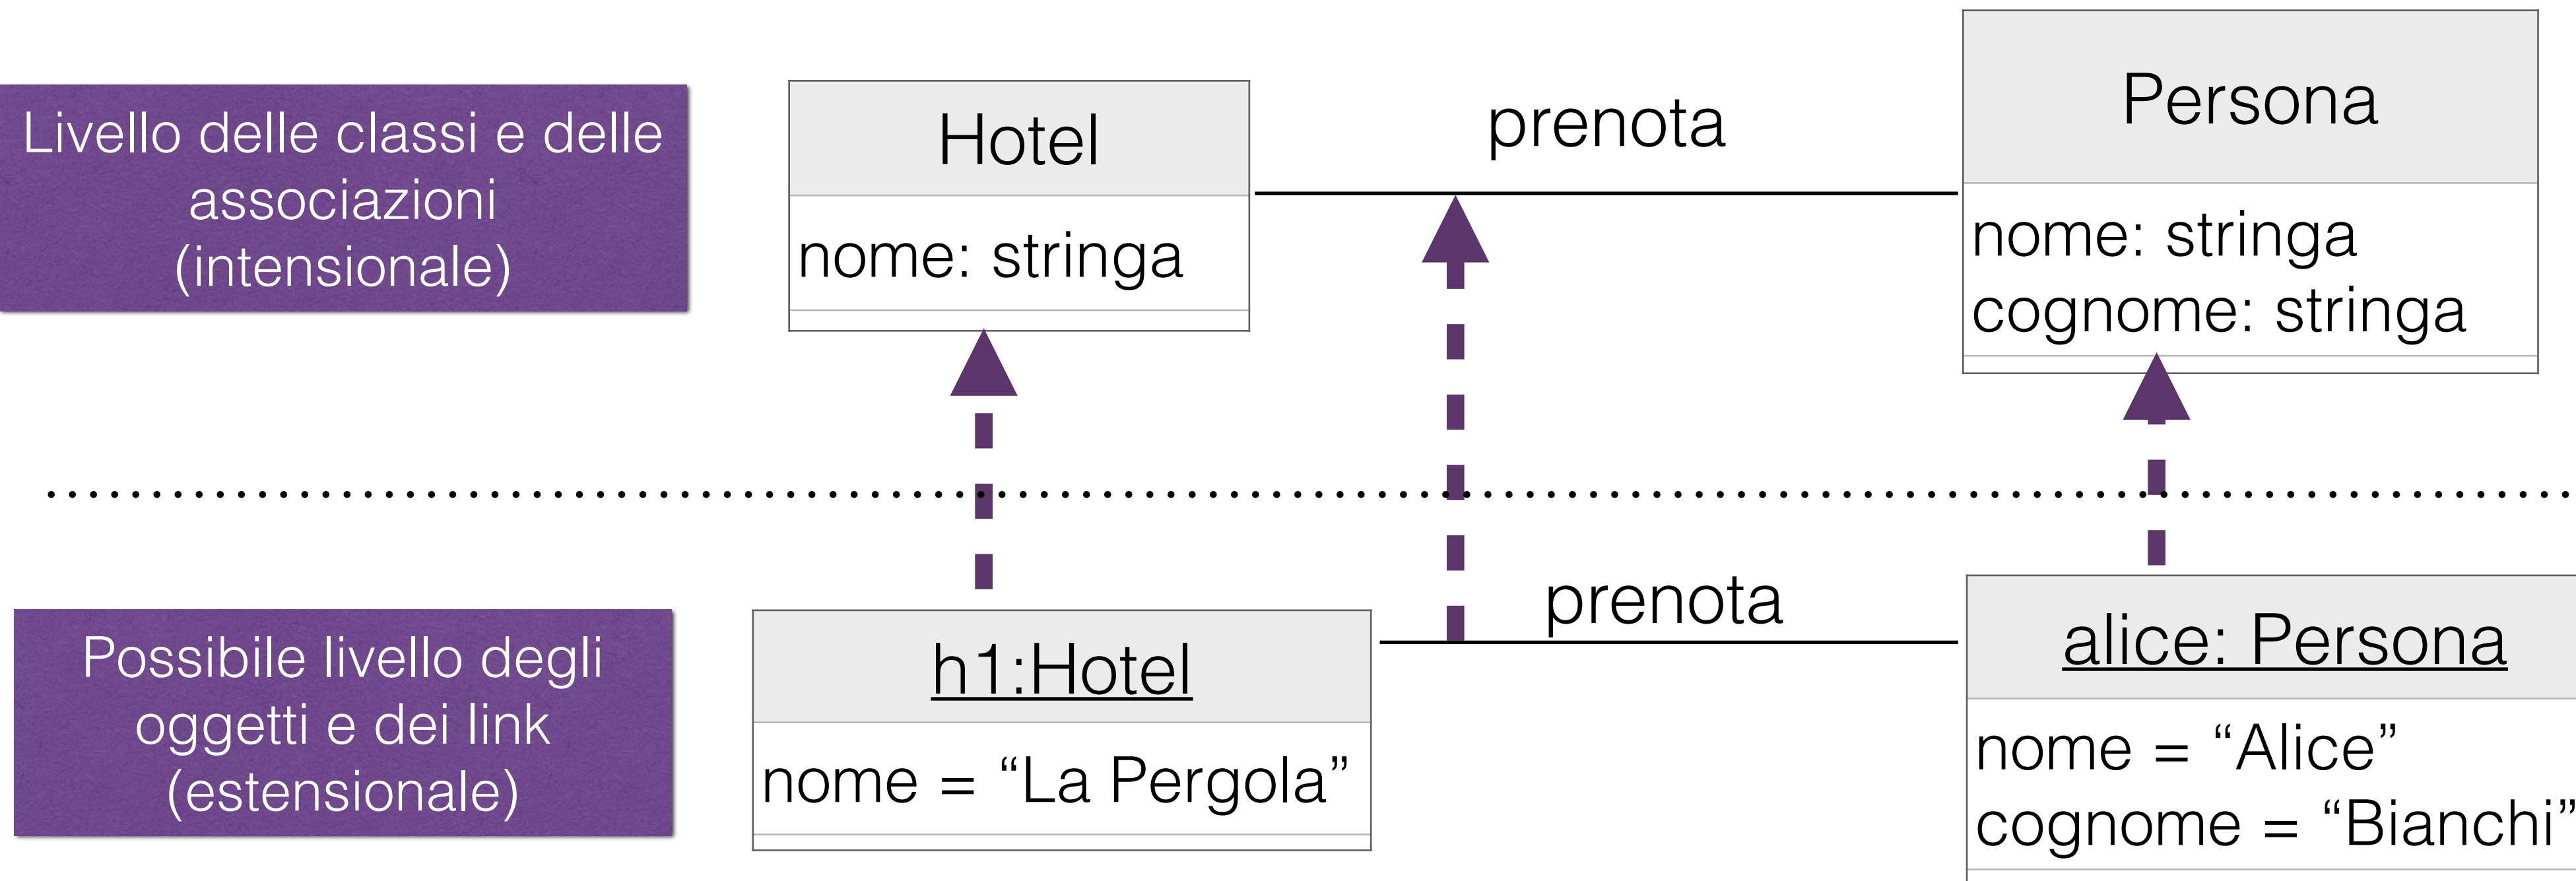 Livello delle classi e delle
associazioni
(intensionale)
Hotel
nome: stringa
prenota
Persona
nome: stringa
cognome: stringa
Possibile livello degli
oggetti e dei link
(estensionale)
h1:Hotel
nome = “La Pergola”
prenota
alice: Persona
nome = “Alice”
cognome = “Bianchi”